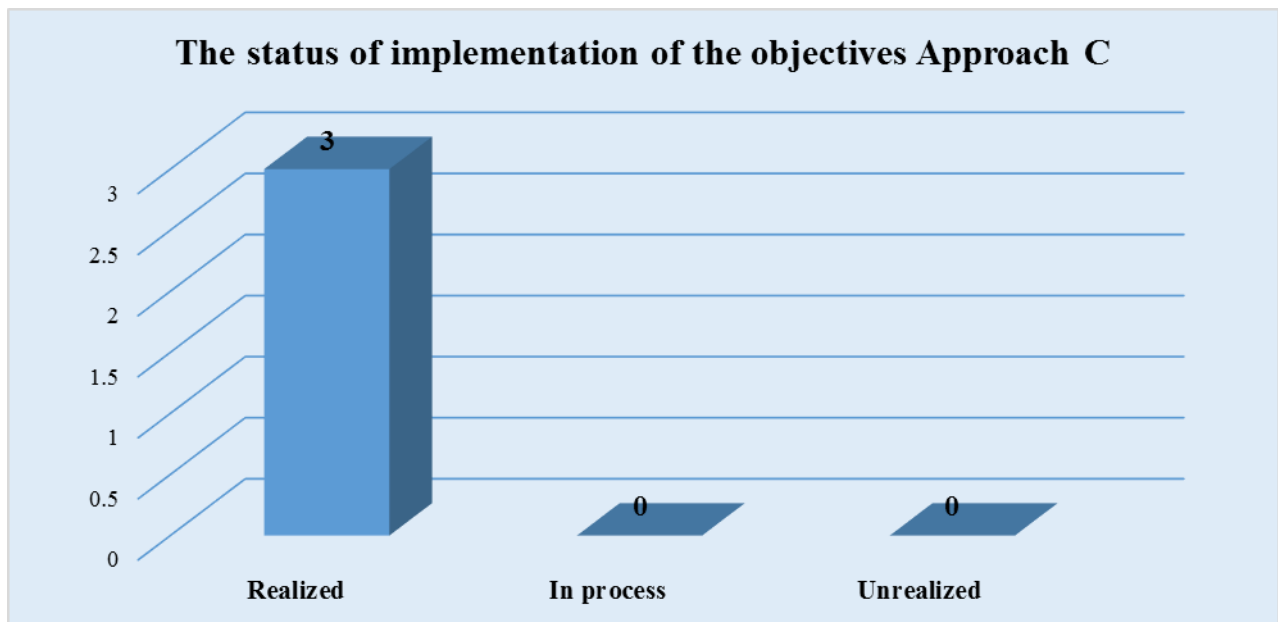 The status of implementation of the objectives Approach C
3
3
2.5
2
1.5
1
0.5
0
0
0
Realized
In process
Unrealized